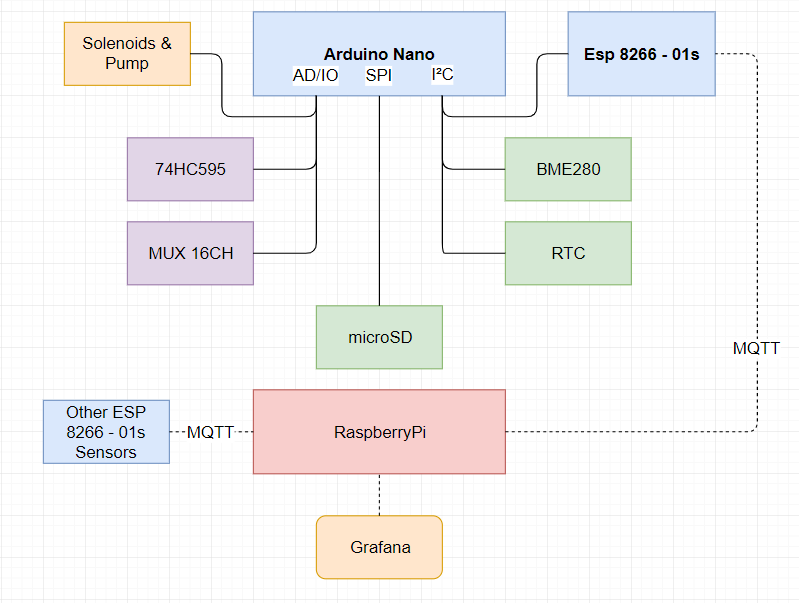 Solenoids &
Pump
Arduino Nano
AD/IO SPI I²C
Esp 8266 - 01s
74HC595
BME280
MUX 16CH
RTC
microSD
MQTT
Other ESP
8266 - 01s
Sensors
MQTT
RaspberryPi
Grafana